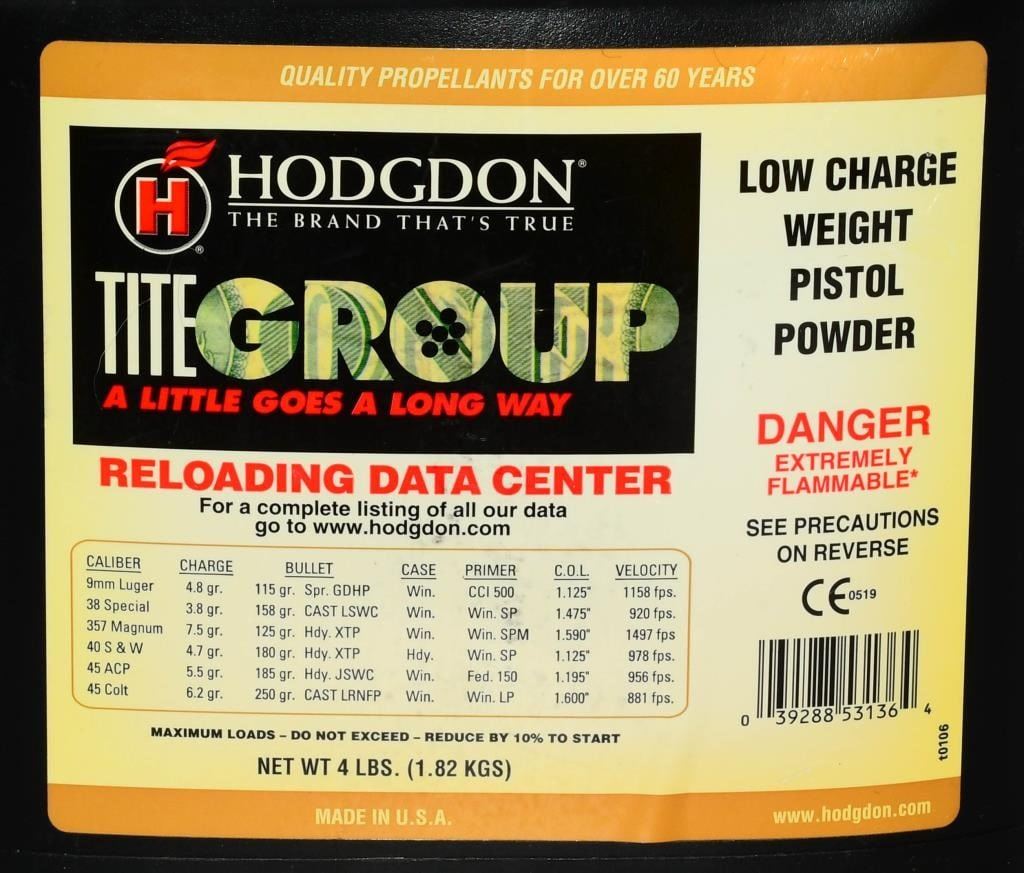 QUALITY PROPELLANTS FOR OVER 60 YEARS
H
®
HODGDON®
THE BRAND THAT'S TRUE
TITEGROUP
A LITTLE GOES A LONG WAY
LOW CHARGE
WEIGHT
PISTOL
POWDER
DANGER
EXTREMELY
FLAMMABLE*
SEE PRECAUTIONS
ON REVERSE
CE 0519
RELOADING DATA CENTER
For a complete listing of all our data
go to www.hodgdon.com
CALIBER CHARGE BULLET CASE PRIMER C.O.L. VELOCITY
9mm Luger 4.8 gr. 115 gr. Spr. GDHP Win. CCI 500 1.125" 1158 fps.
38 Special 3.8 gr. 158 gr. CAST LSWC Win. Win. SP 1.475" 920 fps.
357 Magnum 7.5 gr. 125 gr. Hdy. XTP Win. Win. SPM 1.590" 1497 fps
40 S & W 4.7 gr. 180 gr. Hdy. XTP Hdy. Win. SP 1.125" 978 fps.
45 ACP 5.5 gr. 185 gr. Hdy. JSWC Win. Fed. 150 1.195" 956 fps.
45 Colt 6.2 gr. 250 gr. CAST LRNFP Win. Win. LP 1.600" 881 fps.
MAXIMUM LOADS – DO NOT EXCEED – REDUCE BY 10% TO START
NET WT 4 LBS. (1.82 KGS)
0 39288 53136 4
t0106
MADE IN U.S.A.
www.hodgdon.com